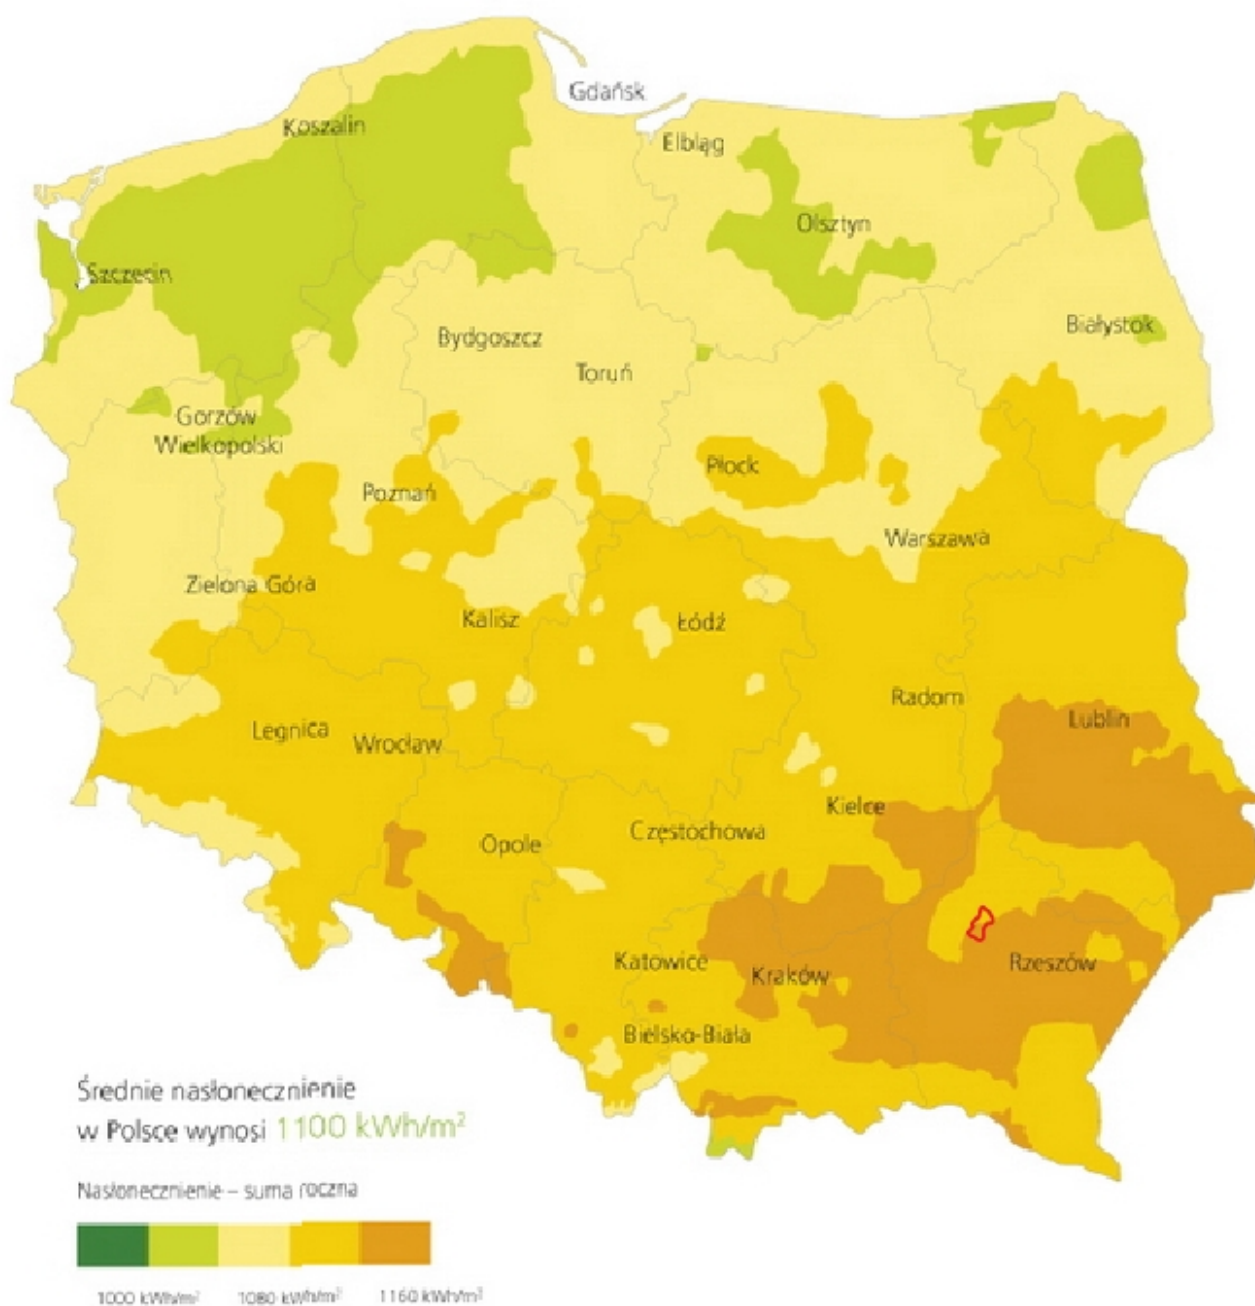 Gdańsk
Koszalin
Elbląg
Olsztyn
Szczecin
Białystok
Bydgoszcz
Toruń
Gorzów
Wielkopolski
Płock
Poznań
Warszawa
Zielona Góra
Kalisz
Łódź
Radom
Lublin
Legnica
Wrocław
Kielce
Częstochowa
Opole
Katowice
Kraków
Rzeszów
Bielsko-Biała
Średnie nasłonecznienie
w Polsce wynosi 1100 kWh/m²
Nasłonecznienie – suma roczna
1000 kWh/m² 1080 kWh/m² 1160 kWh/m²